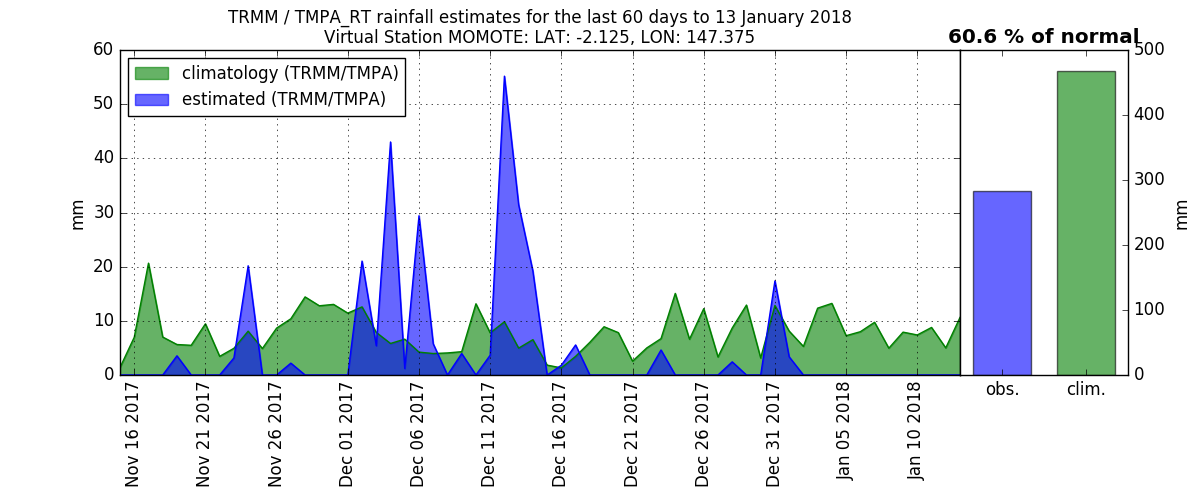 TRMM / TMPA_RT rainfall estimates for the last 60 days to 13 January 2018
Virtual Station MOMOTE: LAT: -2.125, LON: 147.375
60.6 % of normal
climatology (TRMM/TMPA)
estimated (TRMM/TMPA)
60
50
40
30
20
10
0
mm
Nov 16 2017
Nov 21 2017
Nov 26 2017
Dec 01 2017
Dec 06 2017
Dec 11 2017
Dec 16 2017
Dec 21 2017
Dec 26 2017
Dec 31 2017
Jan 05 2018
Jan 10 2018
obs.
clim.
500
400
300
200
100
0
mm